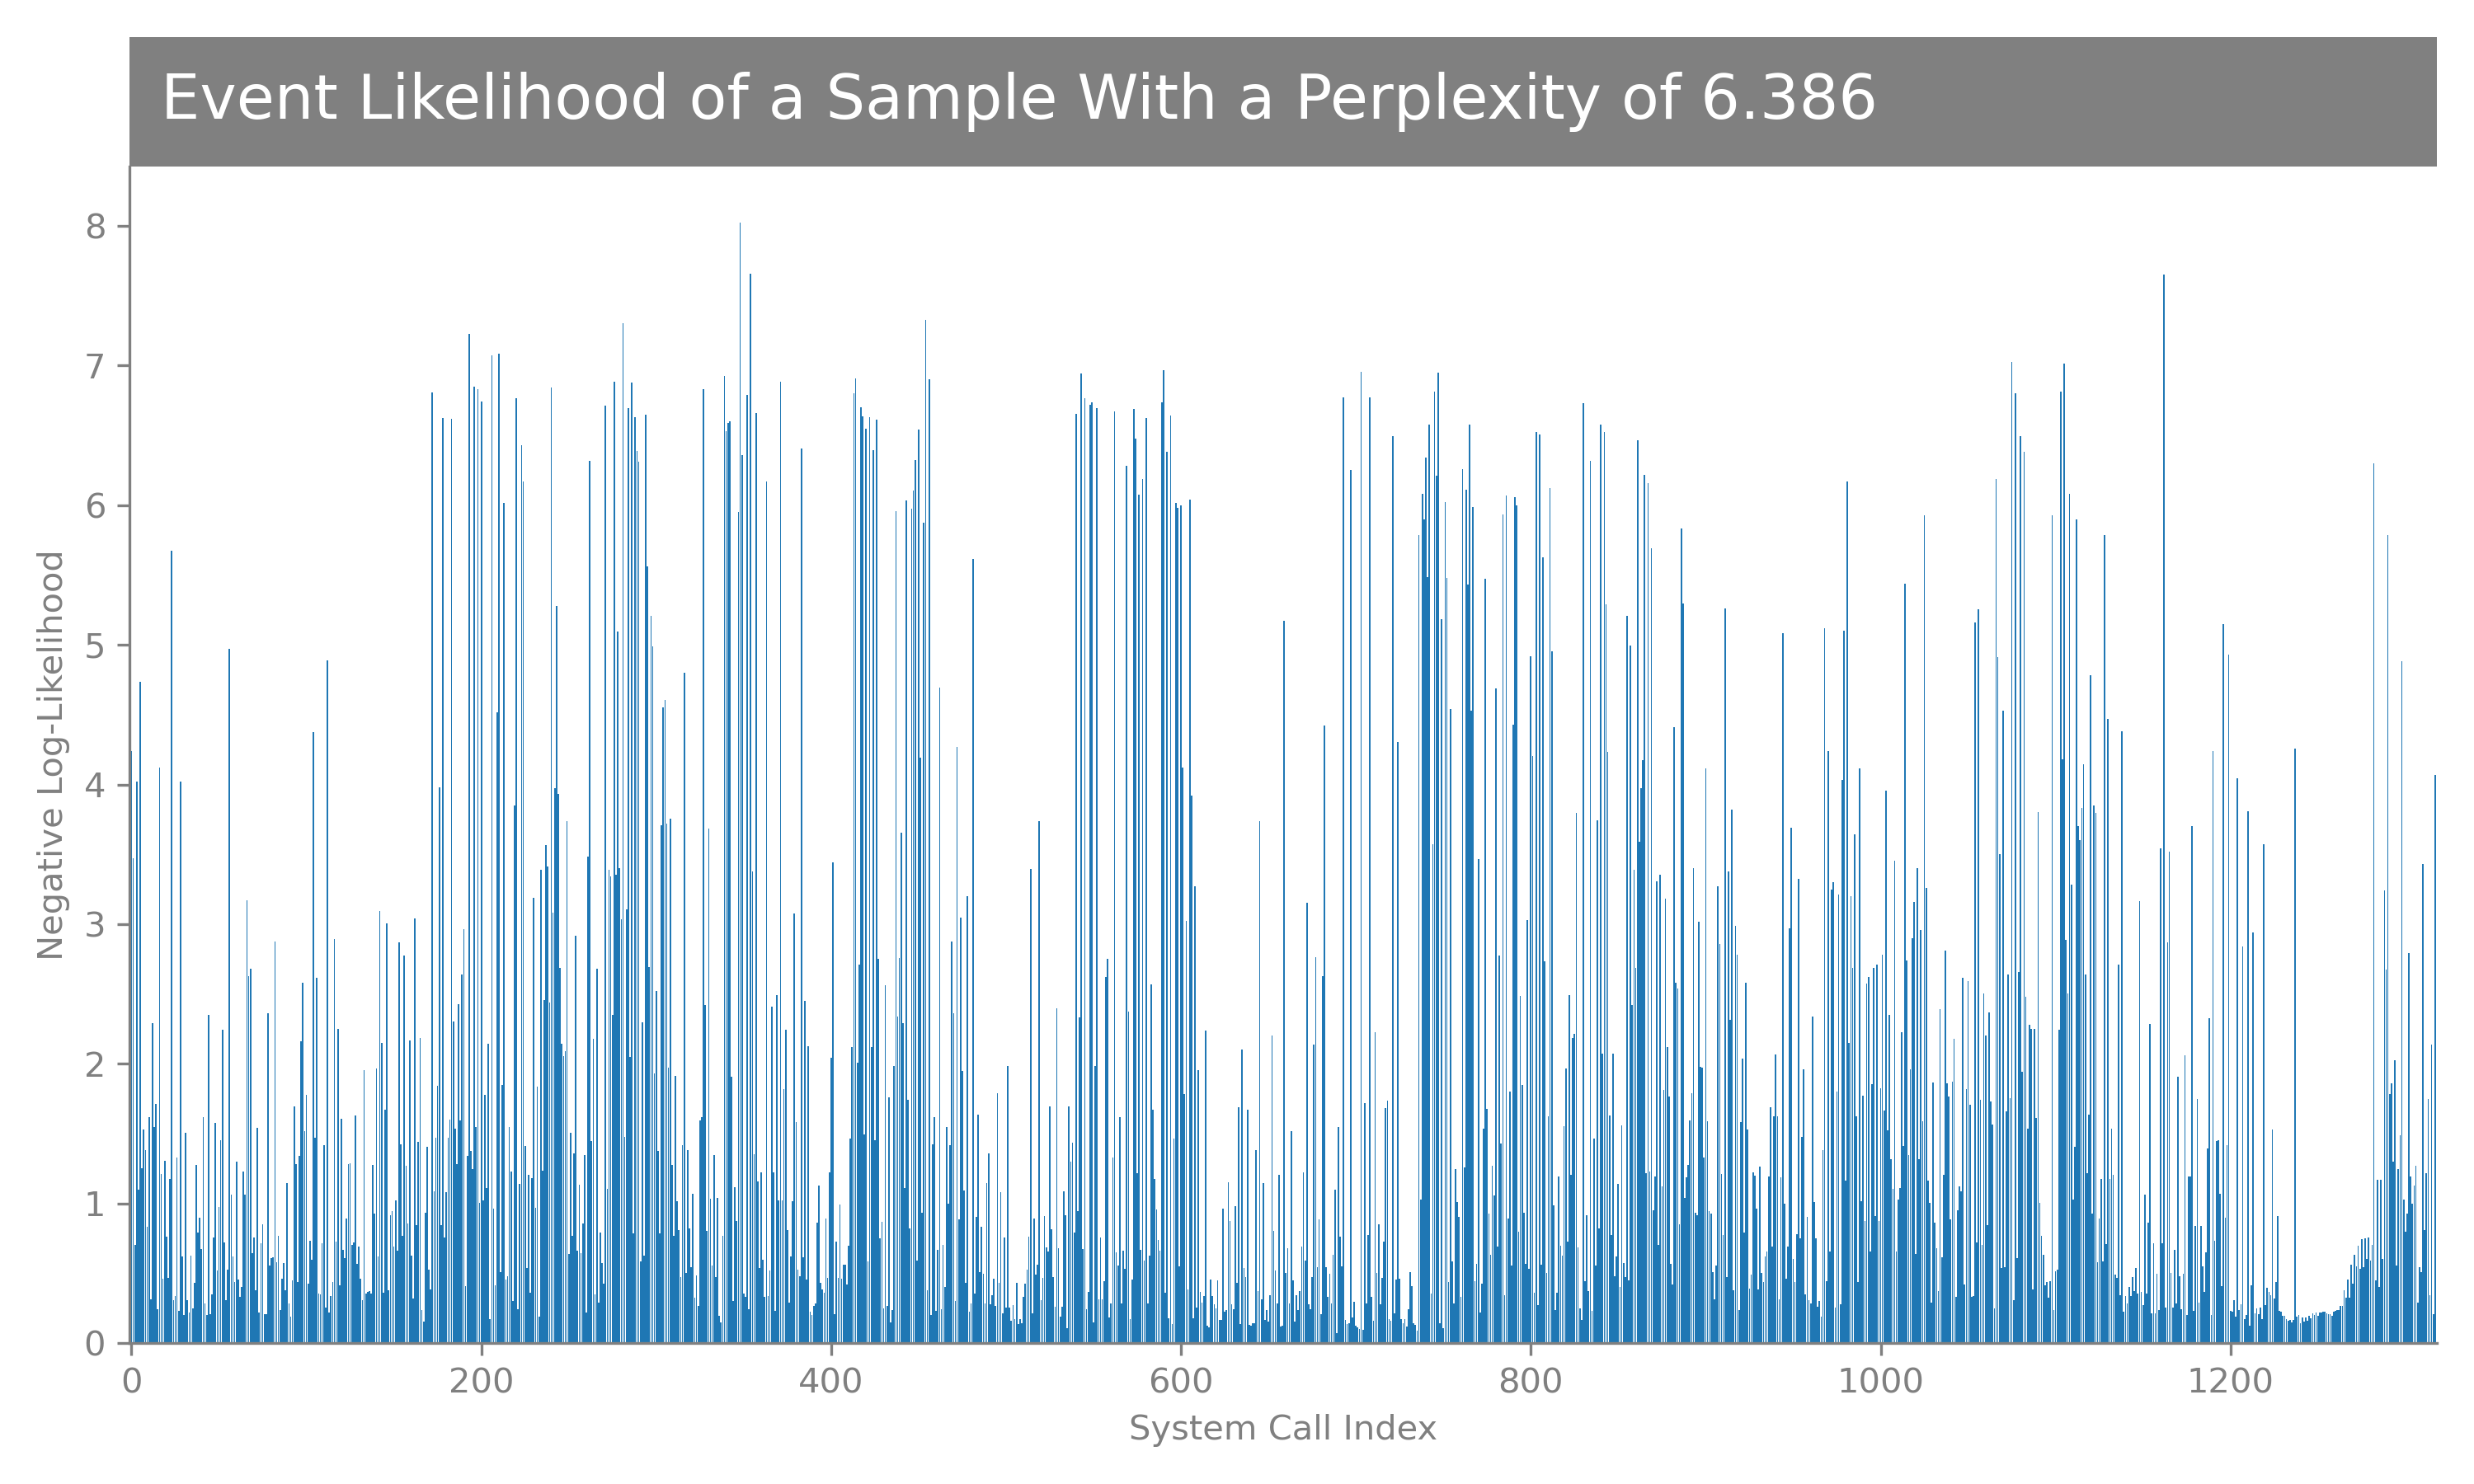 Event Likelihood of a Sample With a Perplexity of 6.386
8
7
6
5
4
3
2
1
0
Negative Log-Likelihood
0 200 400 600 800 1000 1200
System Call Index